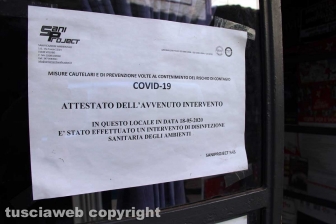 SANI
PROJECT
MISURE CAUTELARI E DI PREVENZIONE VOLTE AL CONTENIMENTO DEL RISCHIO DI CONTAGIO
COVID-19
ATTESTATO DELL'AVVENUTO INTERVENTO
IN QUESTO LOCALE IN DATA 18-05-2020
E' STATO EFFETTUATO UN INTERVENTO DI DISINFEZIONE
SANITARIA DEGLI AMBIENTI
SANIPROJECT S.r.l.
tusciaweb copyright